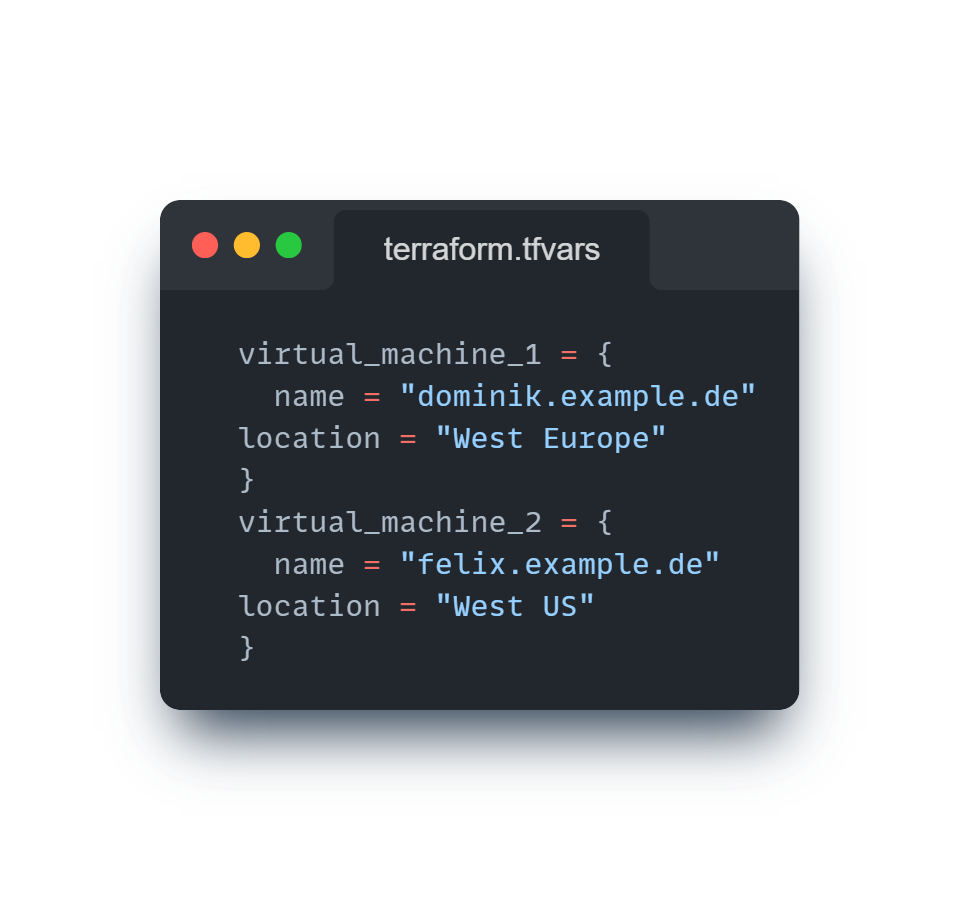 terraform.tfvars
virtual_machine_1 = {
  name = "dominik.example.de"
location = "West Europe"
}
virtual_machine_2 = {
  name = "felix.example.de"
location = "West US"
}